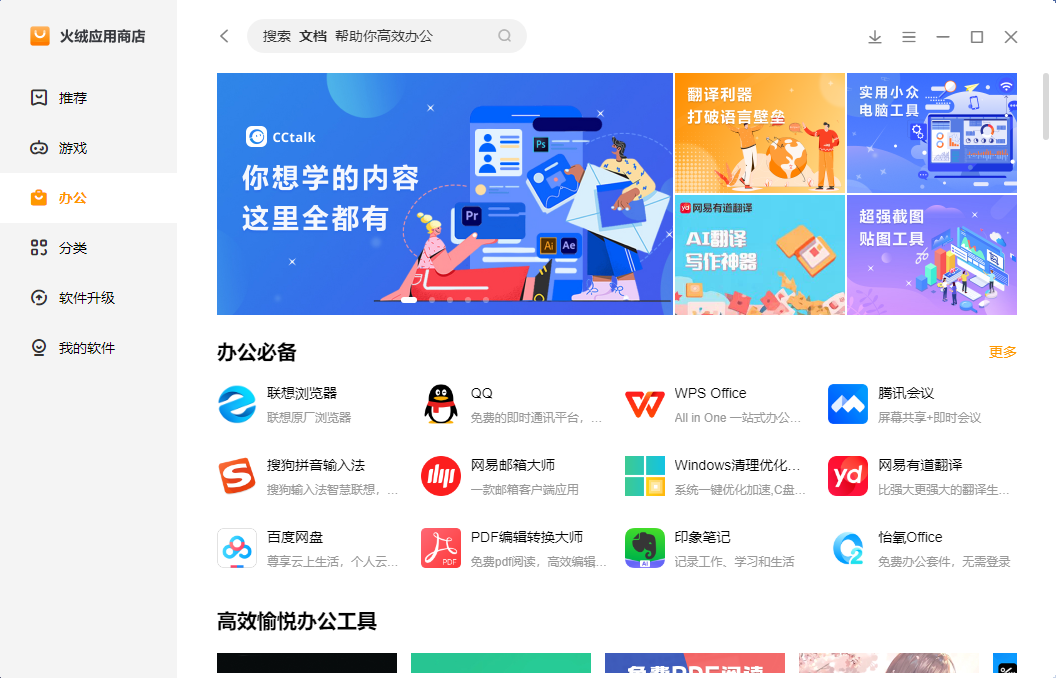 火绒应用商店
搜索 文档 帮助你高效办公
推荐
游戏
办公
分类
软件升级
我的软件
CCtalk
你想学的内容
这里全都有
Ps
Pr
Ai
Ae
翻译利器
打破语言壁垒
实用小众
电脑工具
yd 网易有道翻译
AI翻译
写作神器
超强截图
贴图工具
办公必备
更多
联想浏览器
联想原厂浏览器
QQ
免费的即时通讯平台，...
WPS Office
All in One 一站式办公...
腾讯会议
屏幕共享+即时会议
搜狗拼音输入法
搜狗输入法智慧联想，...
网易邮箱大师
一款邮箱客户端应用
Windows清理优化...
系统一键优化加速,C盘...
yd
网易有道翻译
比强大更强大的翻译生...
百度网盘
尊享云上生活，个人云...
PDF
PDF编辑转换大师
免费pdf阅读，高效编辑...
AI
印象笔记
记录工作、学习和生活
怡氧Office
免费办公套件，无需登录
高效愉悦办公工具
免费PDF阅读